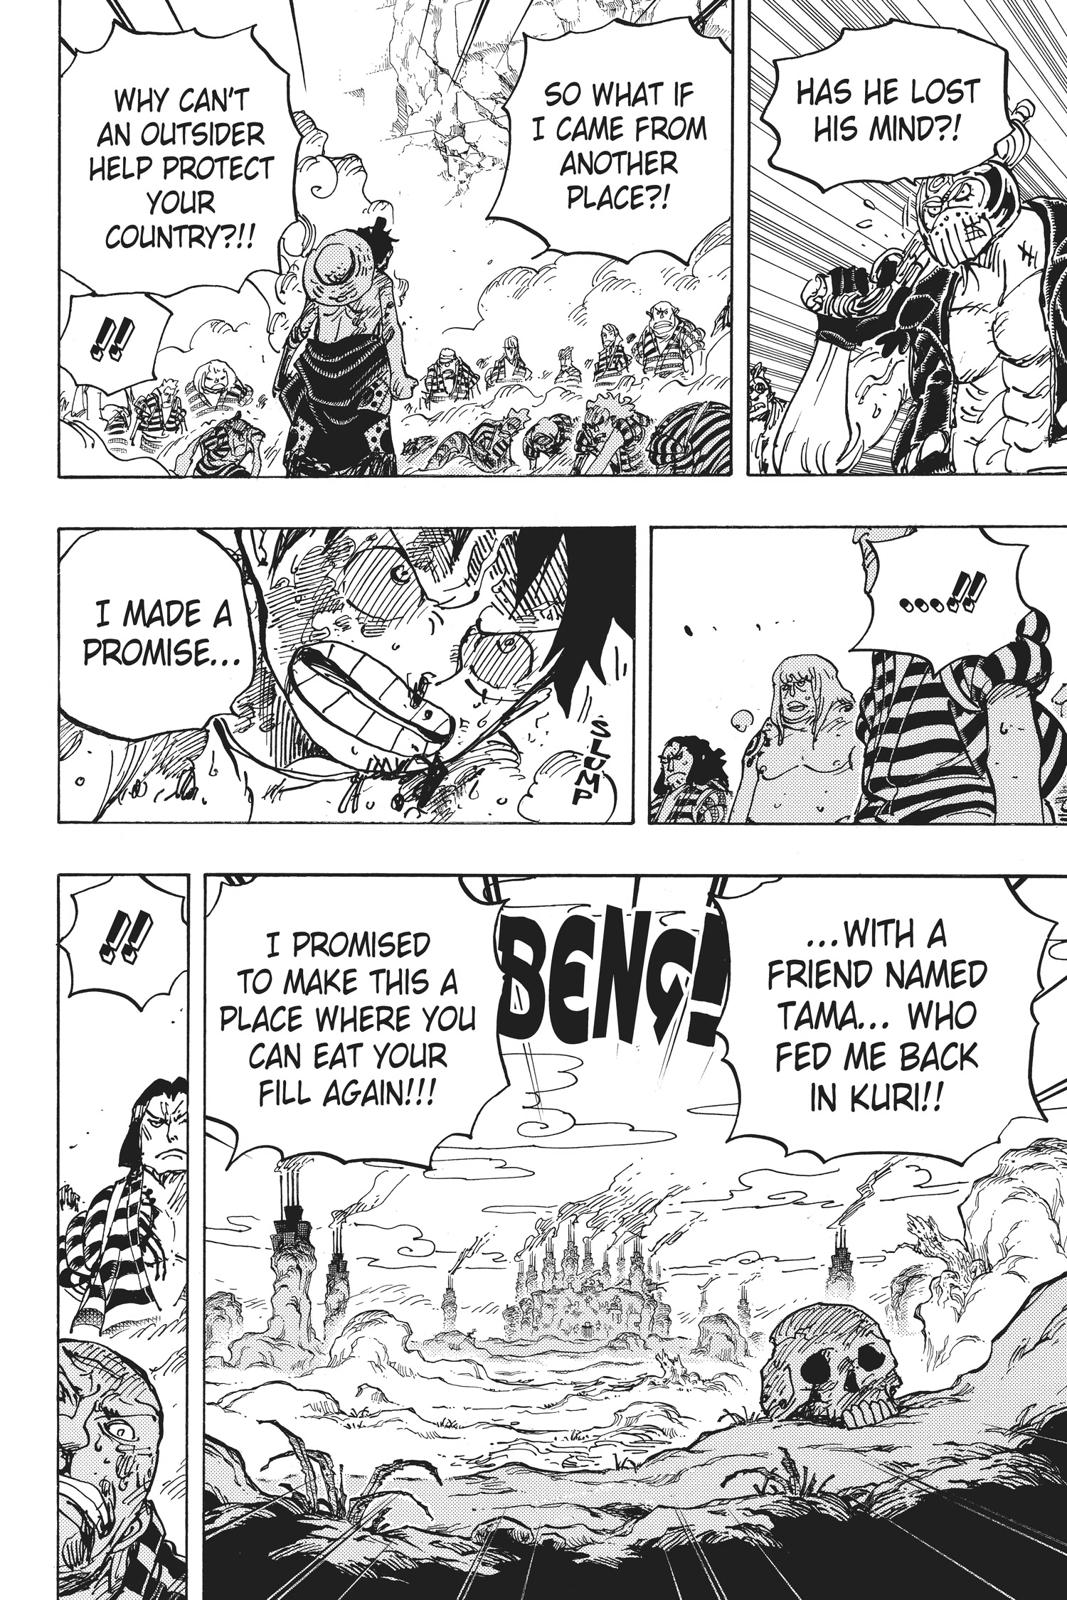 HAS HE LOST
HIS MIND?!
SO WHAT IF
I CAME FROM
ANOTHER
PLACE?!
WHY CAN'T
AN OUTSIDER
HELP PROTECT
YOUR
COUNTRY?!!
!!
...!!
I MADE A
PROMISE...
SLUMP
...WITH A
FRIEND NAMED
TAMA... WHO
FED ME BACK
IN KURI!!
BENG!
I PROMISED
TO MAKE THIS A
PLACE WHERE YOU
CAN EAT YOUR
FILL AGAIN!!!
!!